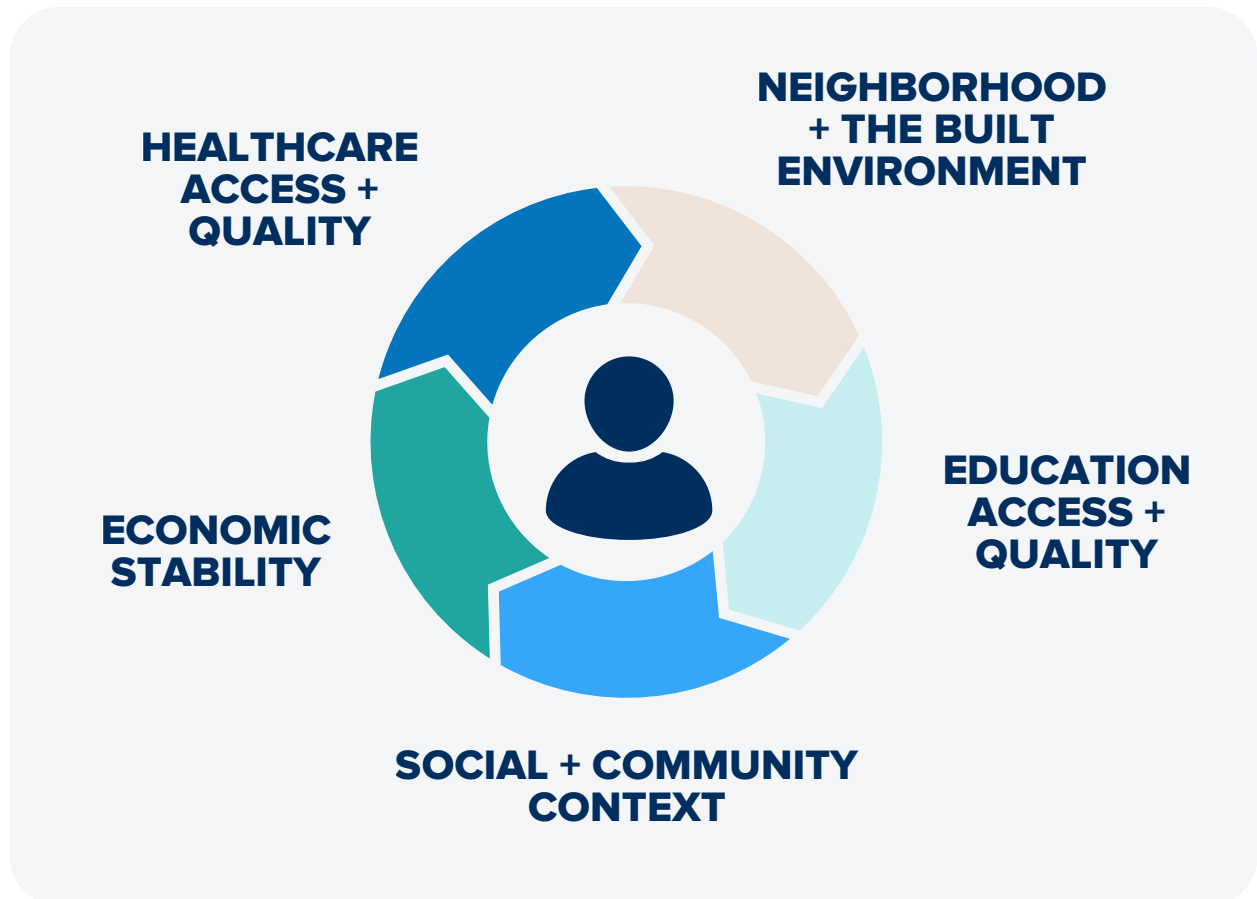 HEALTHCARE
ACCESS +
QUALITY
NEIGHBORHOOD
+ THE BUILT
ENVIRONMENT
EDUCATION
ACCESS +
QUALITY
ECONOMIC
STABILITY
SOCIAL + COMMUNITY
CONTEXT